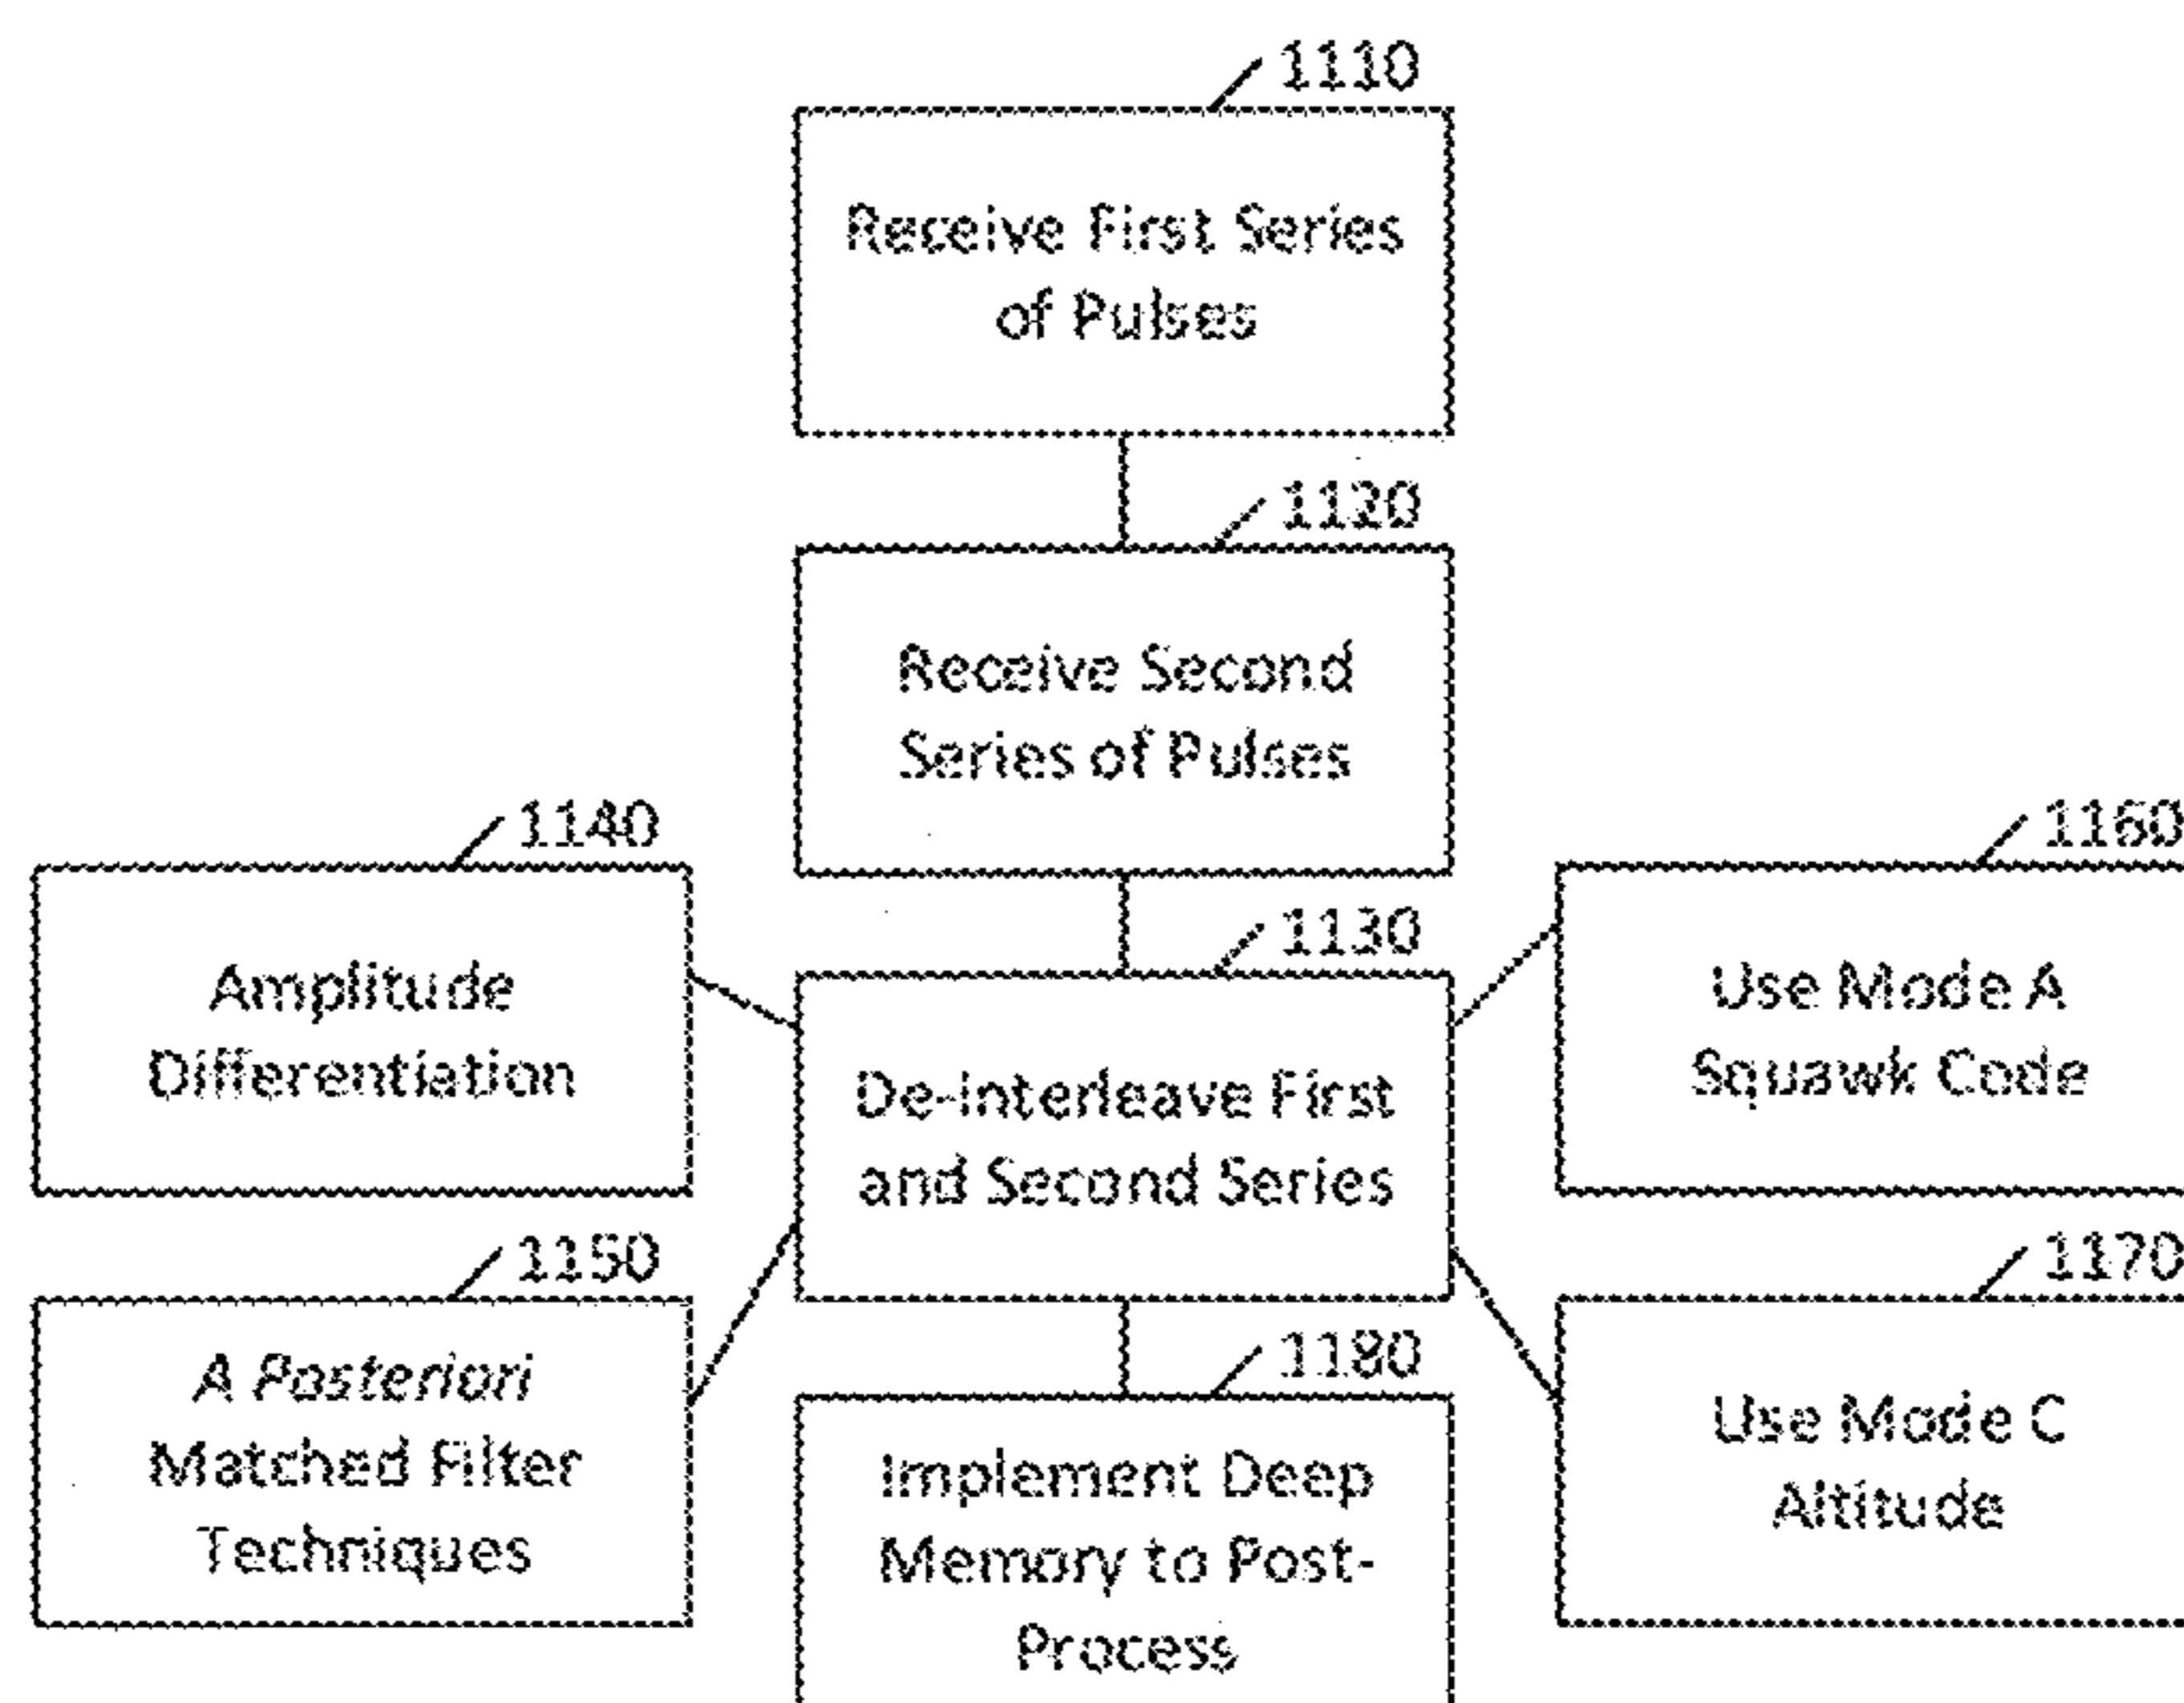 1110
Receive First Series
of Pulses
1120
Receive Second
Series of Pulses
1140
Amplitude
Differentiation
1130
De-Interleave First
and Second Series
1160
Use Mode A
Squawk Code
1150
A Posteriori
Matched Filter
Techniques
1180
Implement Deep
Memory to Post-
Process
1170
Use Mode C
Altitude